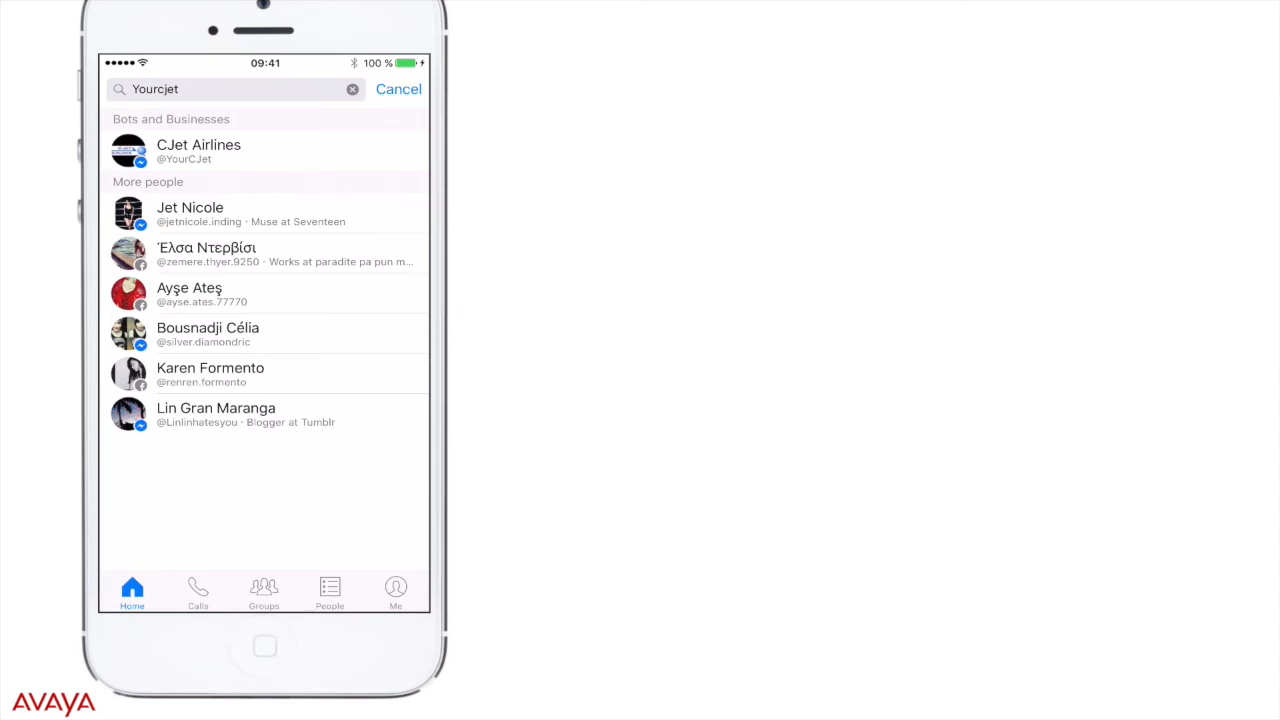 09:41
100 %
Yourcjet
Cancel
Bots and Businesses
CJet Airlines
@YourCJet
More people
Jet Nicole
@jetnicole.inding · Muse at Seventeen
Έλσα Ντερβίσι
@zemere.thyer.9250 · Works at paradite pa pun m...
Ayşe Ateş
@ayse.ates.77770
Bousnadji Célia
@silver.diamondric
Karen Formento
@renren.formento
Lin Gran Maranga
@Linlinhatesyou · Blogger at Tumblr
Home
Calls
Groups
People
Me
AVAYA